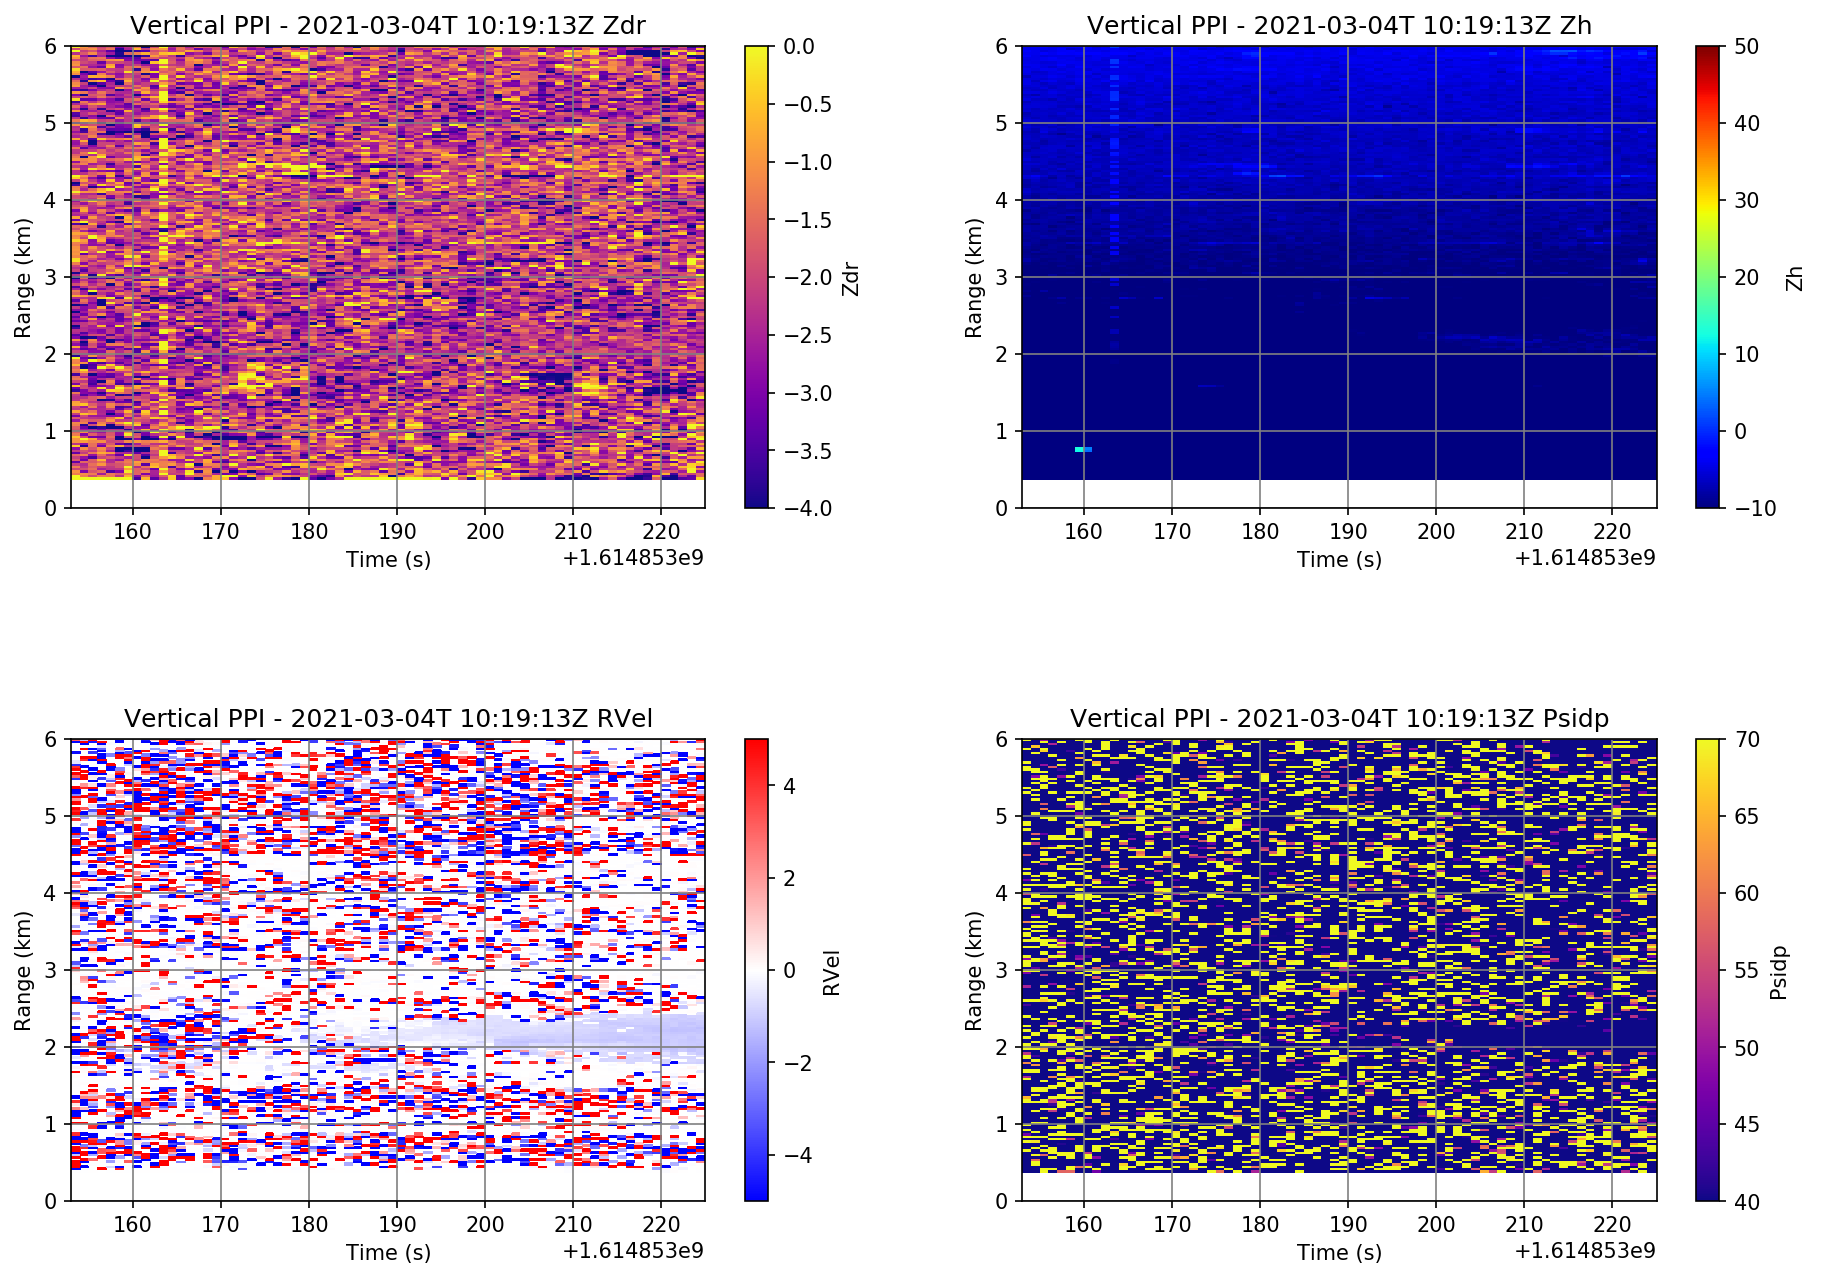 Vertical PPI - 2021-03-04T 10:19:13Z Zdr
6
5
4
3
2
1
0
Range (km)
160 170 180 190 200 210 220
Time (s)
+1.614853e9
0.0
−0.5
−1.0
−1.5
−2.0
−2.5
−3.0
−3.5
−4.0
Zdr
Vertical PPI - 2021-03-04T 10:19:13Z Zh
6
5
4
3
2
1
0
Range (km)
160 170 180 190 200 210 220
Time (s)
+1.614853e9
50
40
30
20
10
0
−10
Zh
Vertical PPI - 2021-03-04T 10:19:13Z RVel
6
5
4
3
2
1
0
Range (km)
160 170 180 190 200 210 220
Time (s)
+1.614853e9
4
2
0
−2
−4
RVel
Vertical PPI - 2021-03-04T 10:19:13Z Psidp
6
5
4
3
2
1
0
Range (km)
160 170 180 190 200 210 220
Time (s)
+1.614853e9
70
65
60
55
50
45
40
Psidp